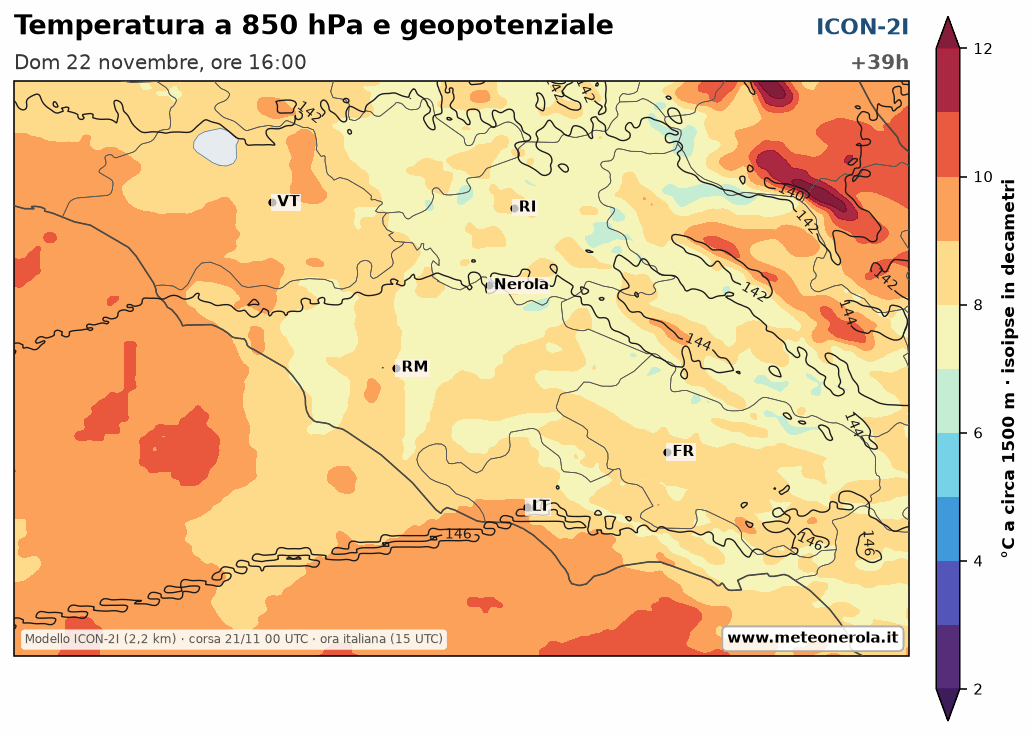 Temperatura a 850 hPa e geopotenziale
ICON-2I
Dom 22 novembre, ore 16:00
+39h
12
10
8
6
4
2
°C a circa 1500 m · isoipse in decametri
142
142
142
140
142
142
142
144
144
144
146
146
146
VT
RI
Nerola
RM
FR
LT
Modello ICON-2I (2,2 km) · corsa 21/11 00 UTC · ora italiana (15 UTC)
www.meteonerola.it